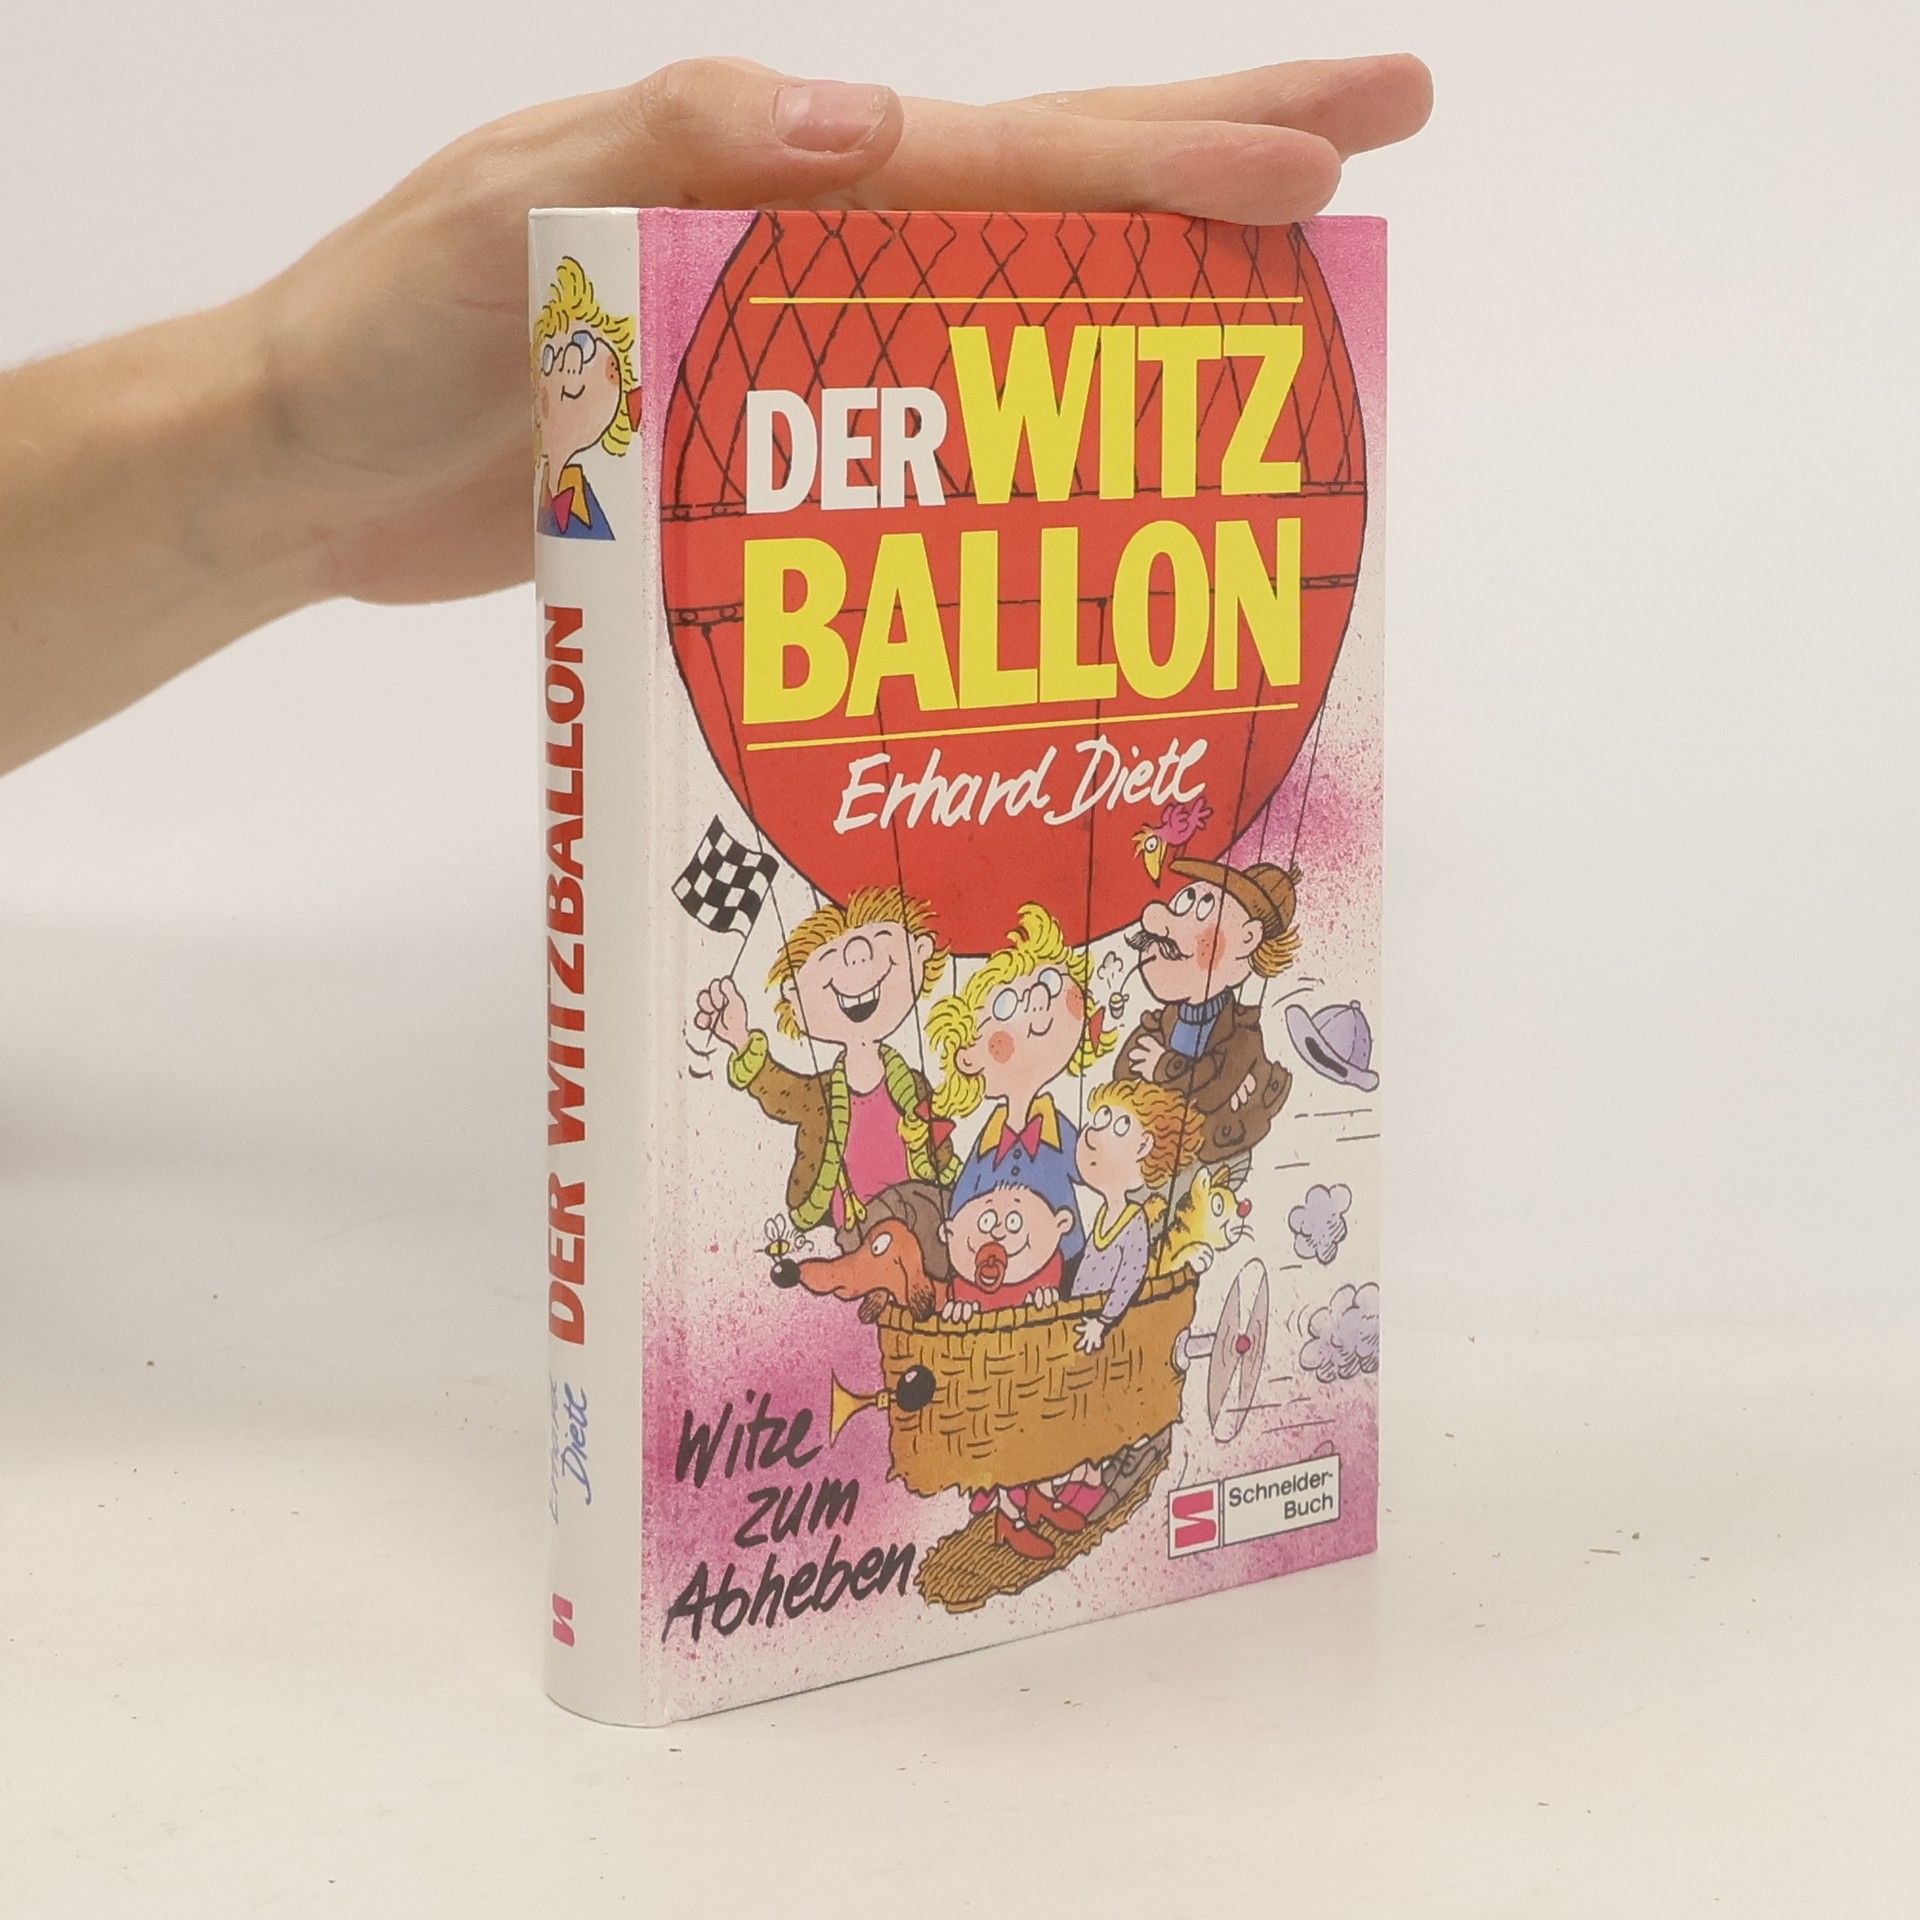 DER WITZ
BALLON
Erhard Dietl
Witze
zum
Abheben
Schneider-
Buch
DER WITZBALLON
Erhard
Dietl